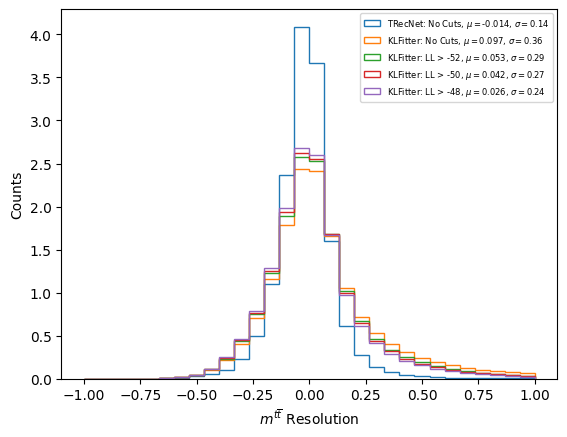 TRecNet: No Cuts, μ=-0.014, σ=0.14
KLFitter: No Cuts, μ=0.097, σ=0.36
KLFitter: LL > -52, μ=0.053, σ=0.29
KLFitter: LL > -50, μ=0.042, σ=0.27
KLFitter: LL > -48, μ=0.026, σ=0.24
Counts
4.0
3.5
3.0
2.5
2.0
1.5
1.0
0.5
0.0
−1.00 −0.75 −0.50 −0.25 0.00 0.25 0.50 0.75 1.00
m^{tt̄} Resolution